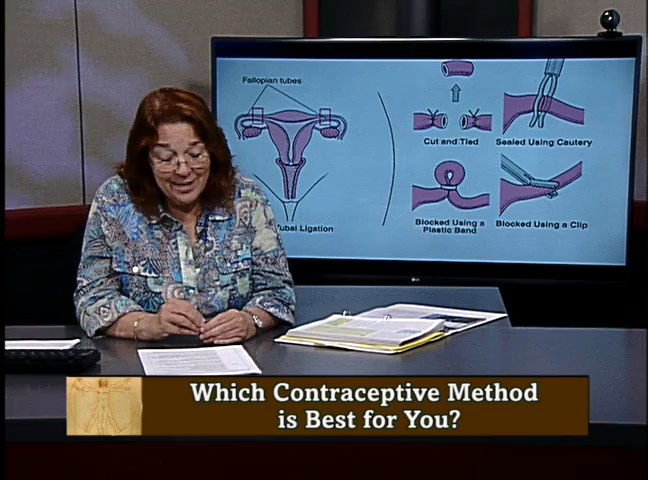 Fallopian tubes
Cut and Tied
Sealed Using Cautery
Tubal Ligation
Blocked Using a
Plastic Band
Blocked Using a Clip
LG
Which Contraceptive Method
is Best for You?